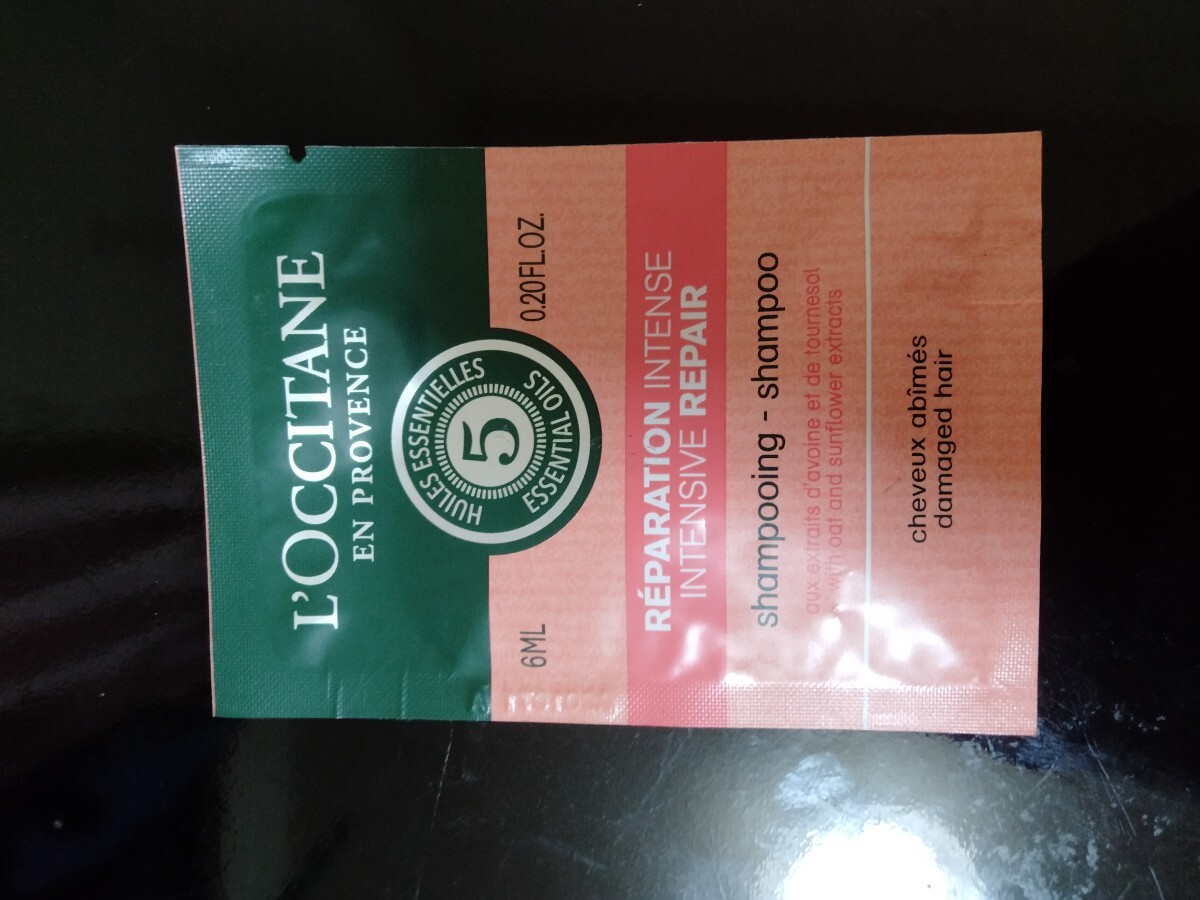 L'OCCITANE
EN PROVENCE
HUILES ESSENTIELLES
5
ESSENTIAL OILS
6ML 0.20FL.OZ.
RÉPARATION INTENSE
INTENSIVE REPAIR
shampooing - shampoo
aux extraits d'avoine et de tournesol
with oat and sunflower extracts
cheveux abîmés
damaged hair